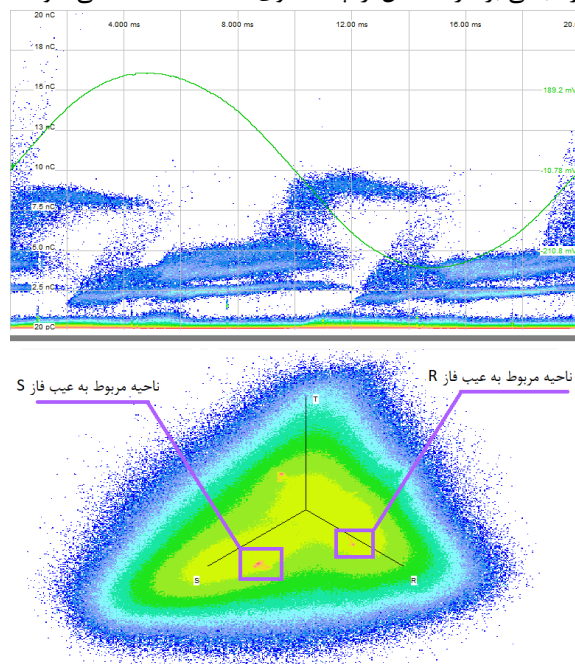 20 nC
4.000 ms
8.000 ms
12.00 ms
16.00 ms
20.0
18 nC
15 nC
189.2 mV
13 nC
10 nC
-10.78 mV
7.5 nC
5.0 nC
-210.8 mV
2.5 nC
20 pC
ناحیه مربوط به عیب فاز R
ناحیه مربوط به عیب فاز S
T
S
R